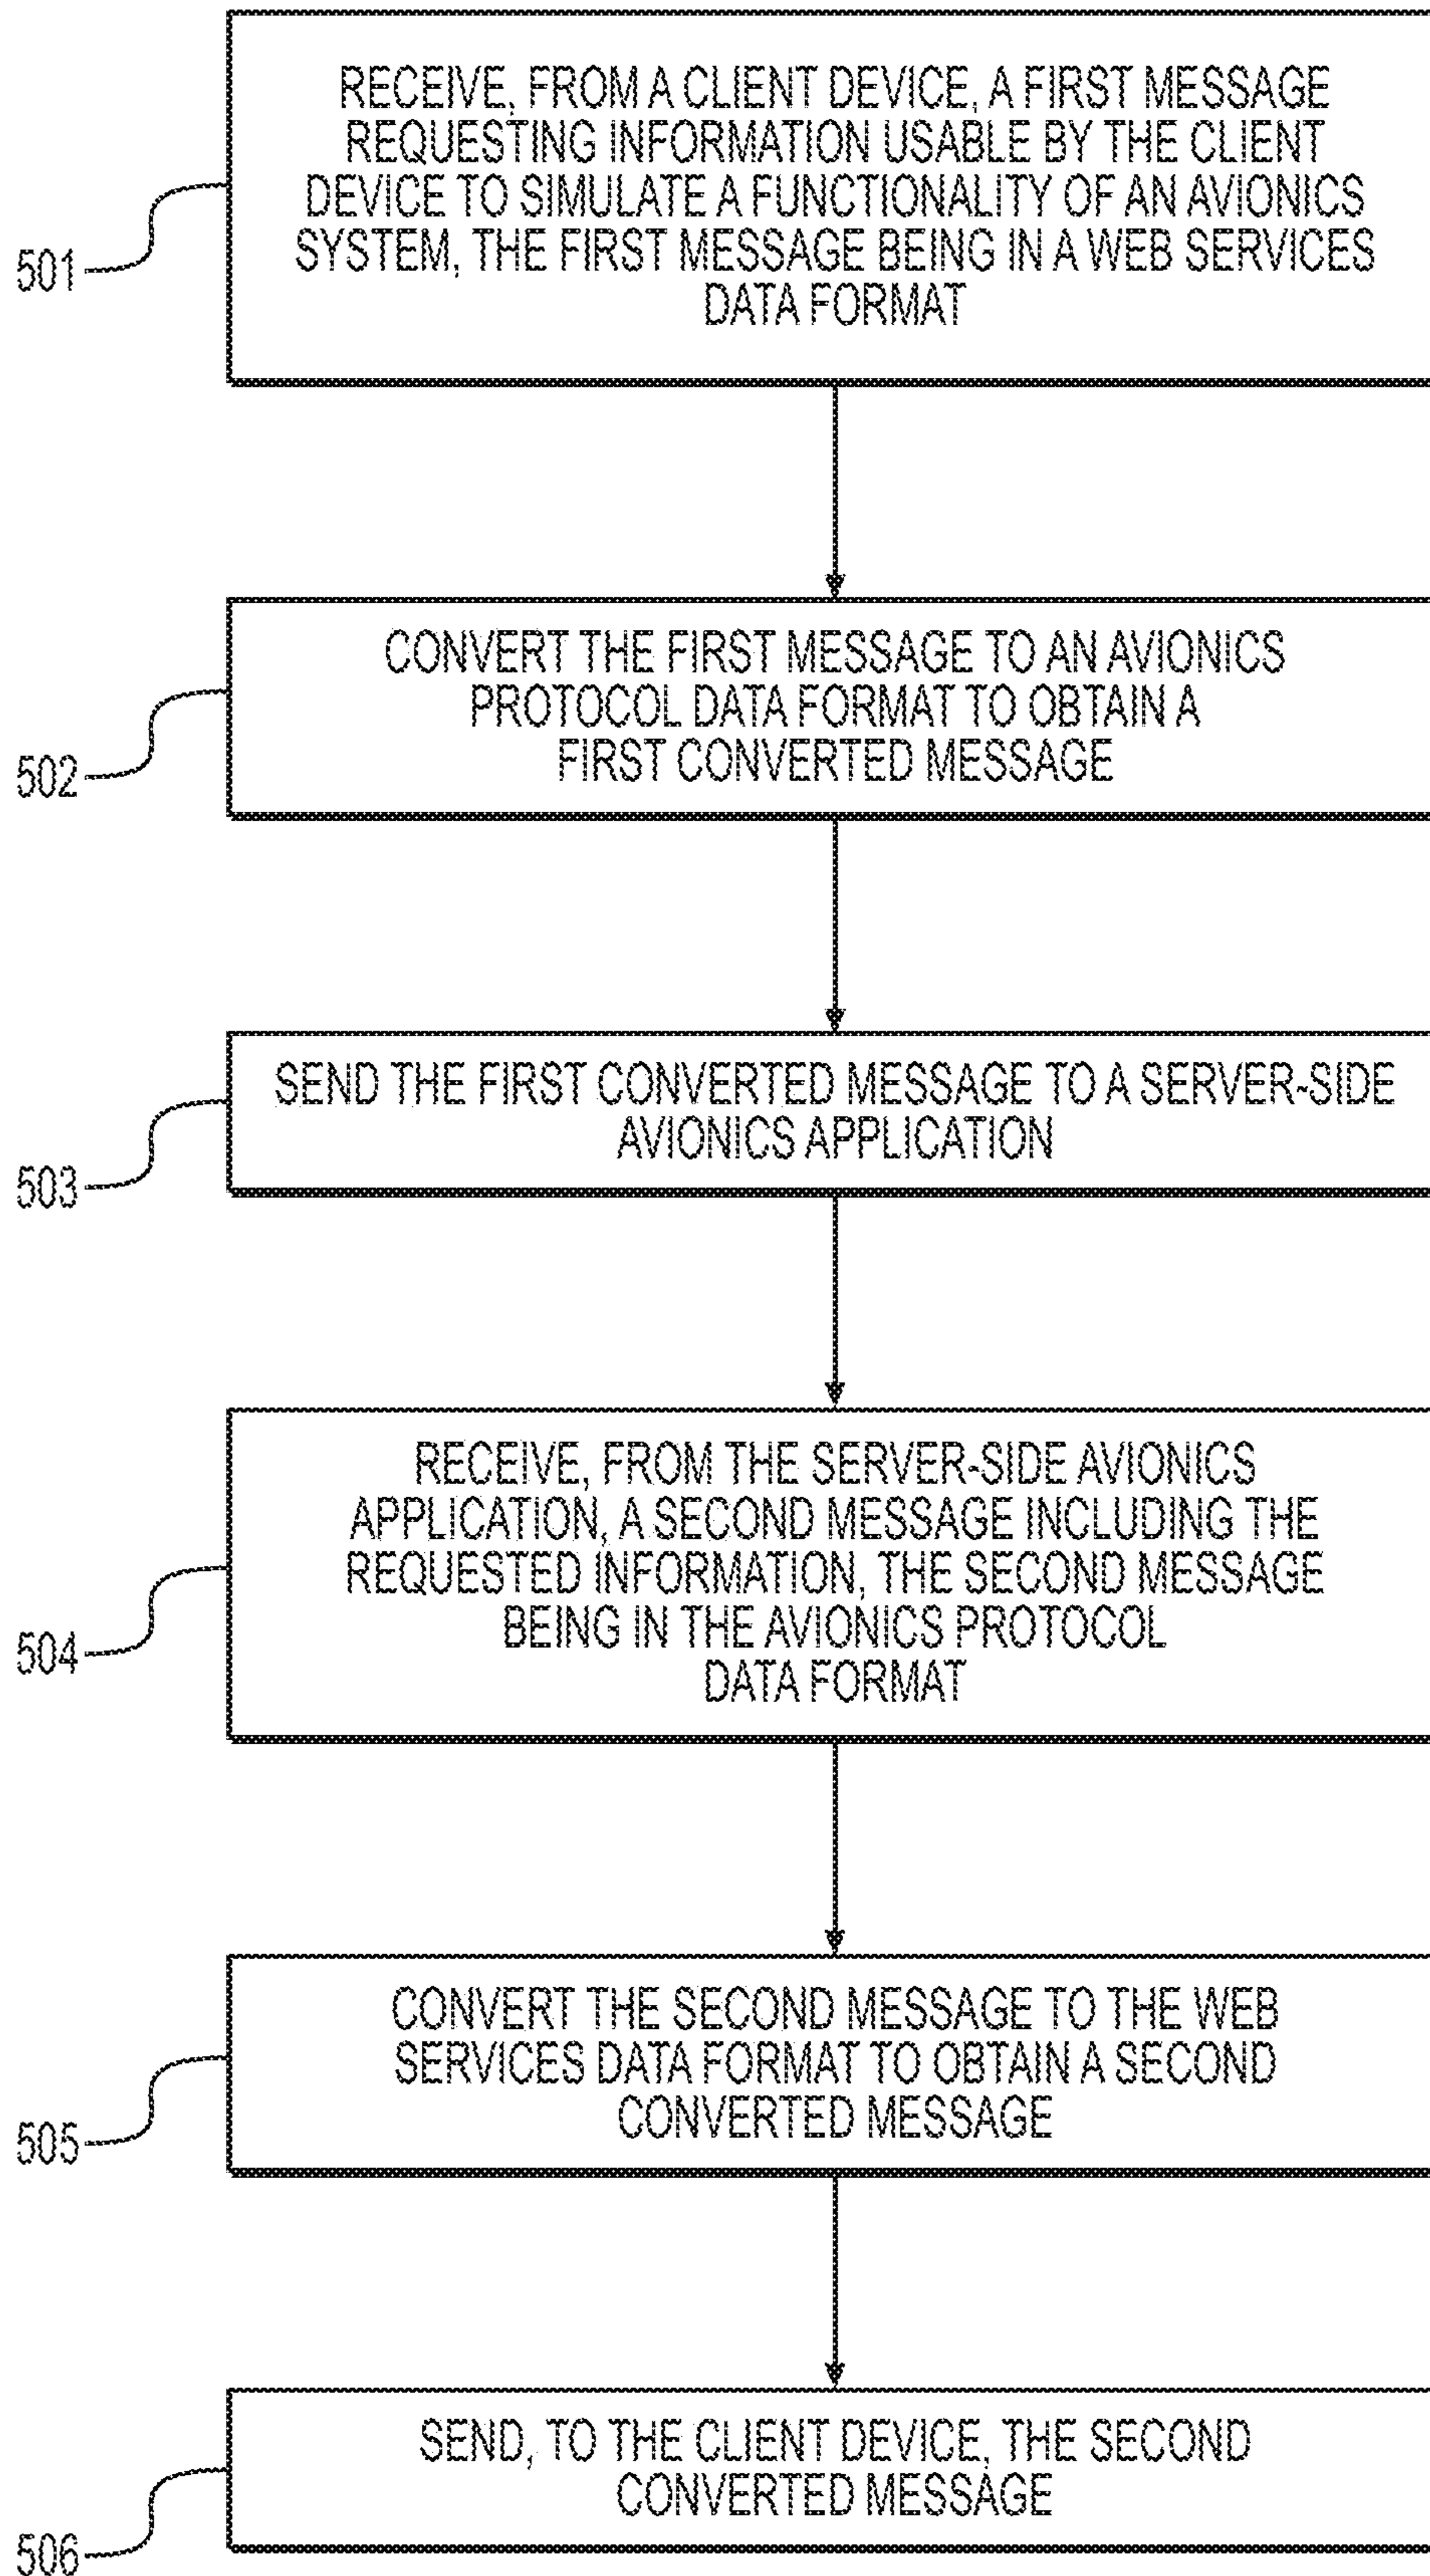 RECEIVE, FROM A CLIENT DEVICE, A FIRST MESSAGE
REQUESTING INFORMATION USABLE BY THE CLIENT
DEVICE TO SIMULATE A FUNCTIONALITY OF AN AVIONICS
SYSTEM, THE FIRST MESSAGE BEING IN A WEB SERVICES
DATA FORMAT
501
CONVERT THE FIRST MESSAGE TO AN AVIONICS
PROTOCOL DATA FORMAT TO OBTAIN A
FIRST CONVERTED MESSAGE
502
SEND THE FIRST CONVERTED MESSAGE TO A SERVER-SIDE
AVIONICS APPLICATION
503
RECEIVE, FROM THE SERVER-SIDE AVIONICS
APPLICATION, A SECOND MESSAGE INCLUDING THE
REQUESTED INFORMATION, THE SECOND MESSAGE
BEING IN THE AVIONICS PROTOCOL
DATA FORMAT
504
CONVERT THE SECOND MESSAGE TO THE WEB
SERVICES DATA FORMAT TO OBTAIN A SECOND
CONVERTED MESSAGE
505
SEND, TO THE CLIENT DEVICE, THE SECOND
CONVERTED MESSAGE
506